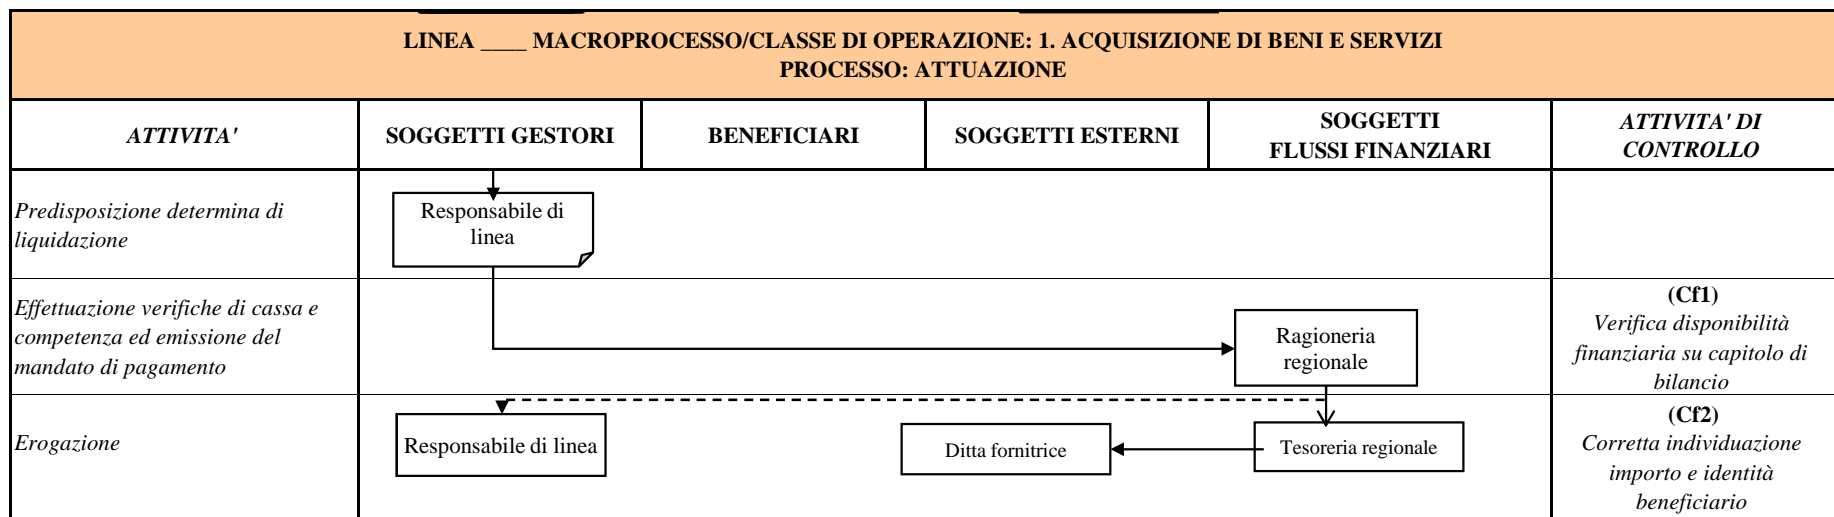 LINEA ____ MACROPROCESSO/CLASSE DI OPERAZIONE: 1. ACQUISIZIONE DI BENI E SERVIZI
PROCESSO: ATTUAZIONE
ATTIVITA'
SOGGETTI GESTORI
BENEFICIARI
SOGGETTI ESTERNI
SOGGETTI
FLUSSI FINANZIARI
ATTIVITA' DI
CONTROLLO
Predisposizione determina di
liquidazione
Responsabile di
linea
Effettuazione verifiche di cassa e
competenza ed emissione del
mandato di pagamento
Ragioneria
regionale
(Cf1)
Verifica disponibilità
finanziaria su capitolo di
bilancio
Erogazione
Responsabile di linea
Ditta fornitrice
Tesoreria regionale
(Cf2)
Corretta individuazione
importo e identità
beneficiario